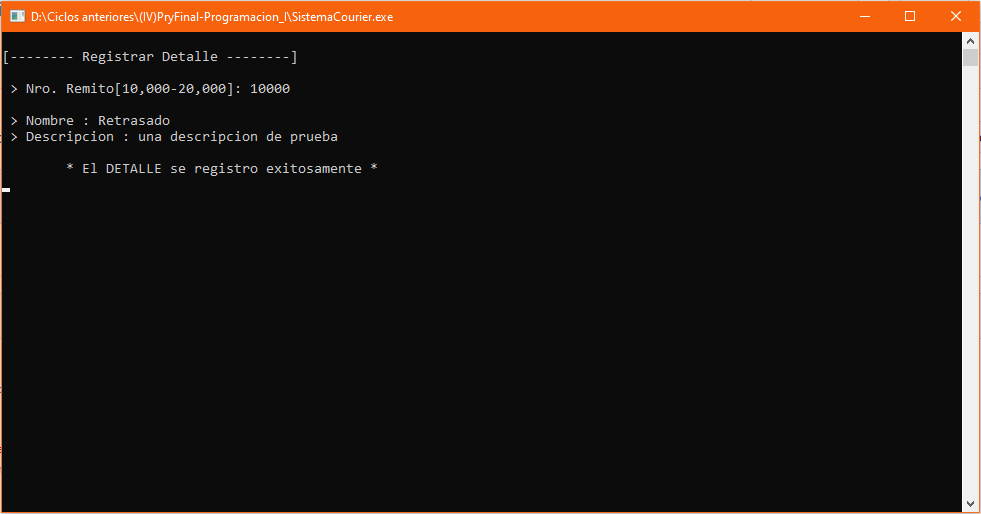 D:\Ciclos anteriores\(IV)PryFinal-Programacion_I\SistemaCourier.exe
[-------- Registrar Detalle --------]
> Nro. Remito[10,000-20,000]: 10000
> Nombre : Retrasado
> Descripcion : una descripcion de prueba
* El DETALLE se registro exitosamente *